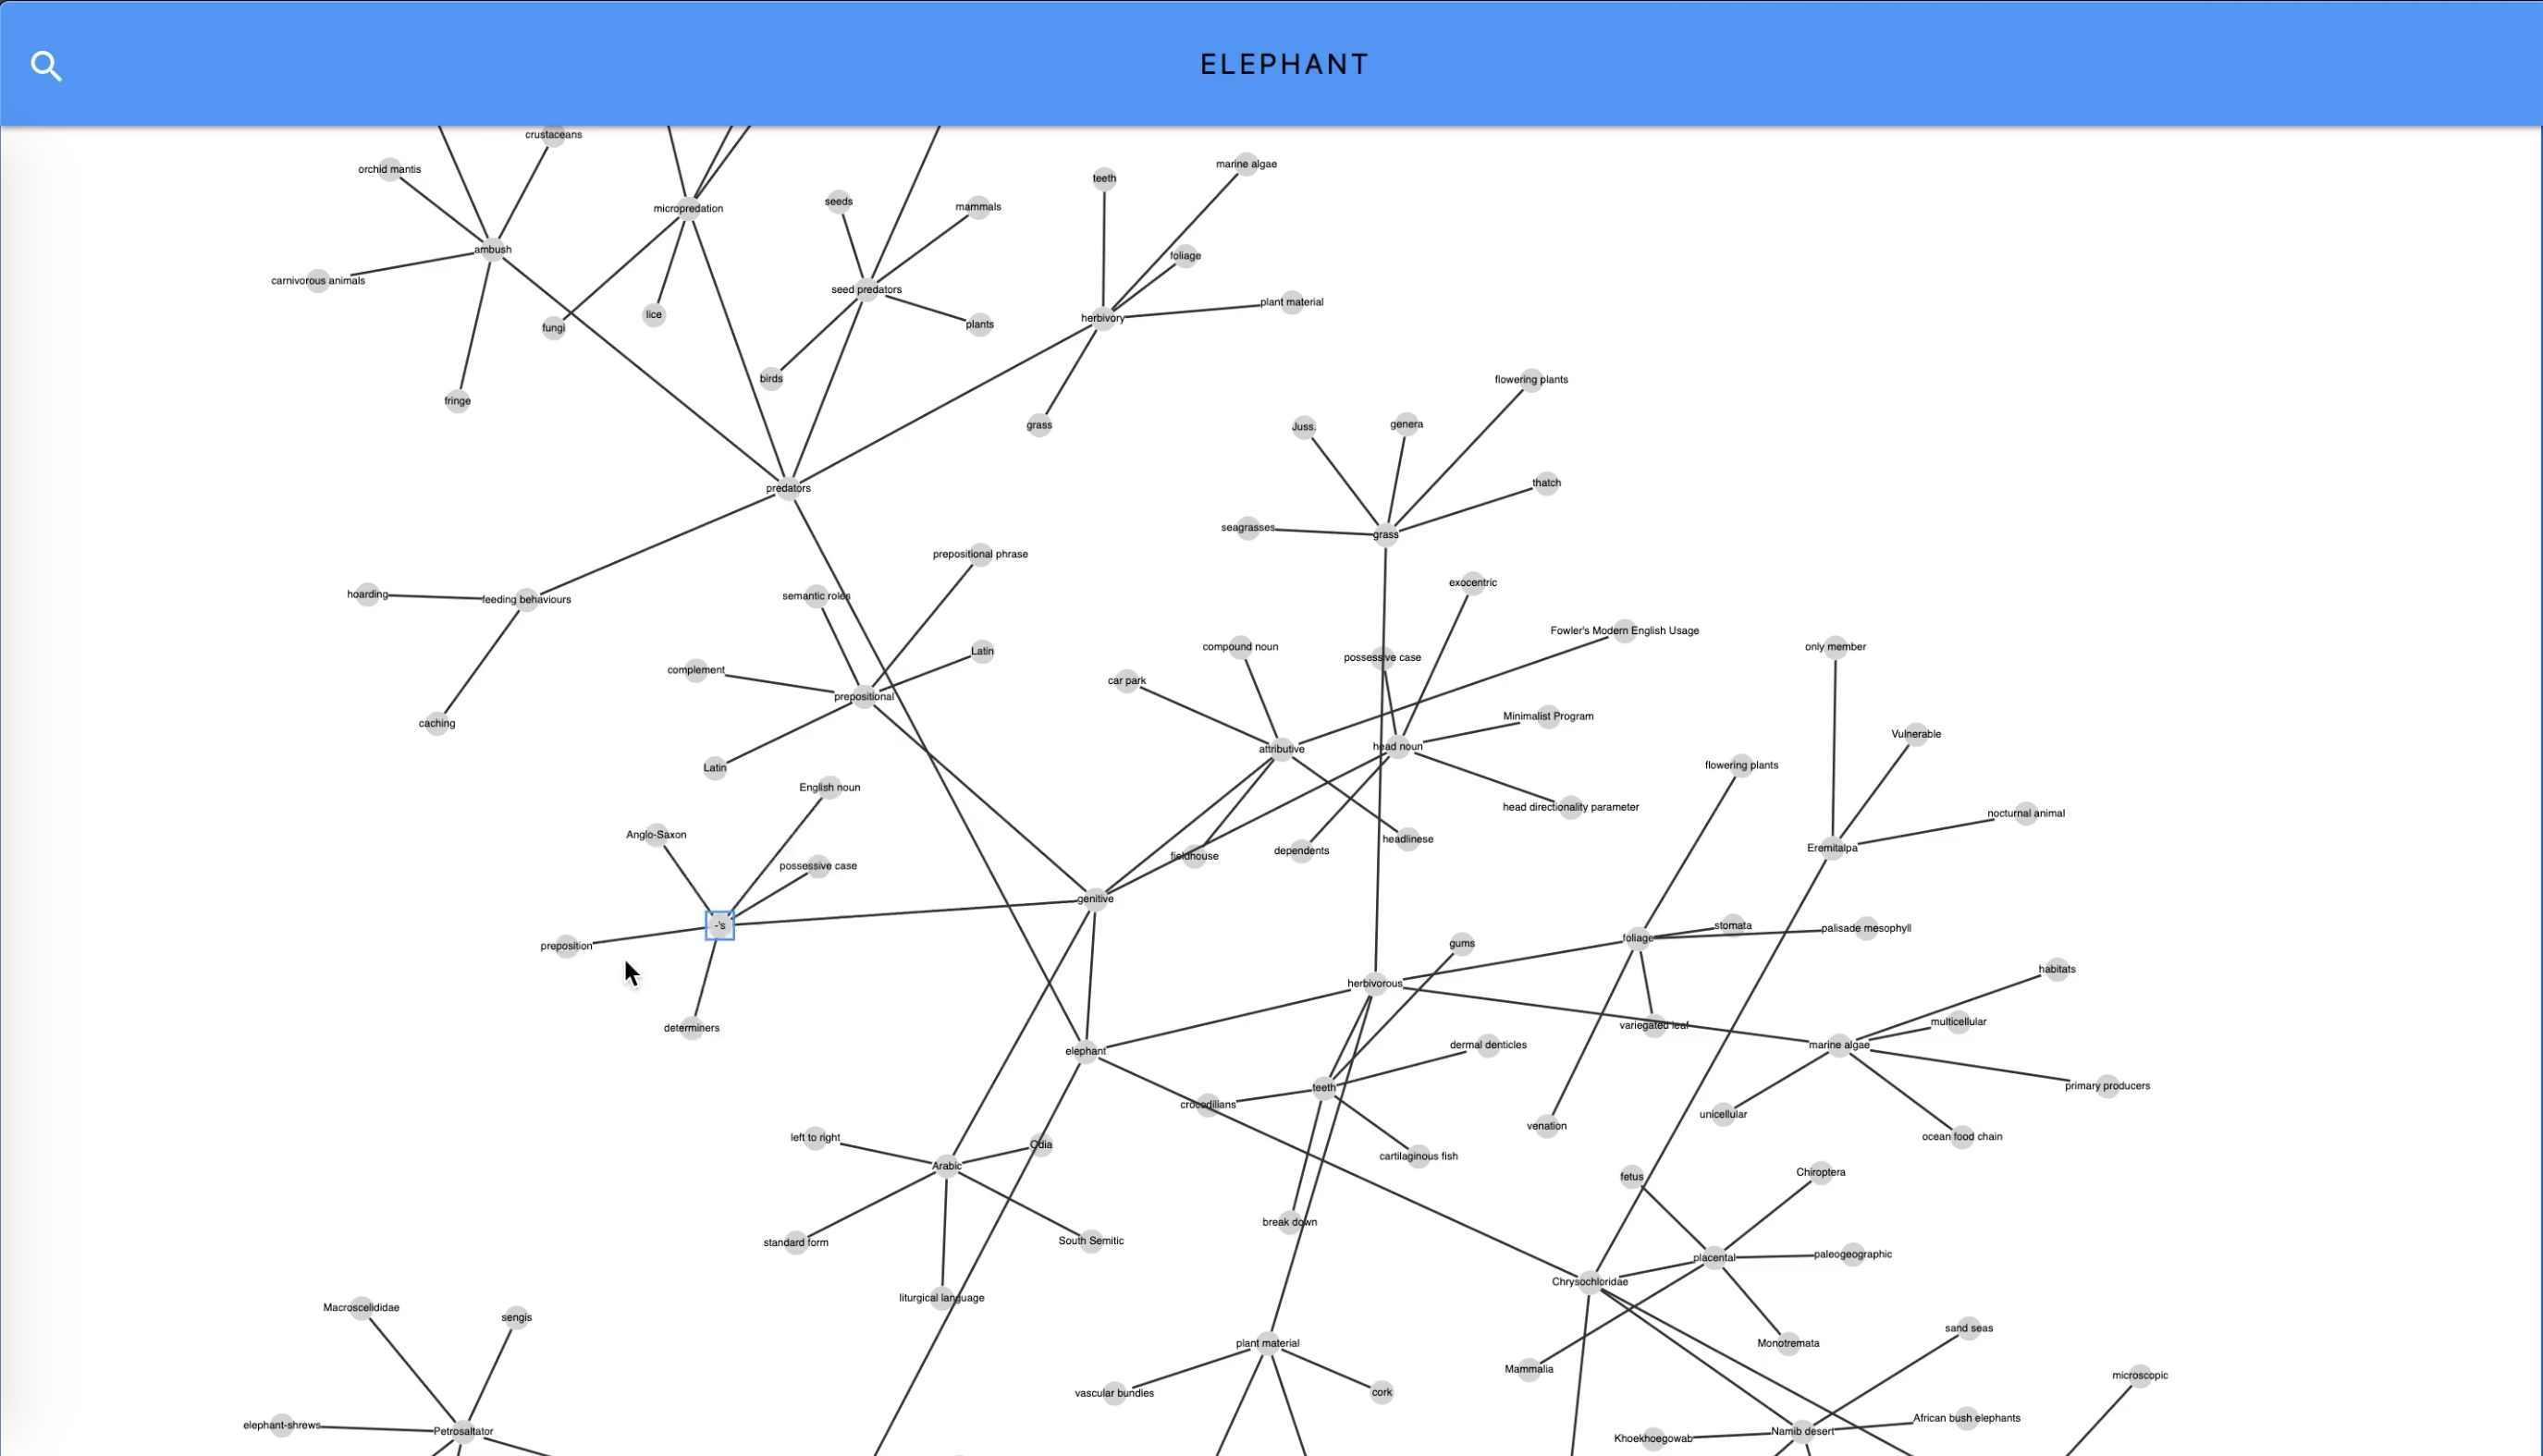 ELEPHANT
crustaceans
orchid mantis
marine algae
teeth
seeds
mammals
micropredation
ambush
foliage
carnivorous animals
seed predators
plant material
lice
herbivory
fungi
plants
birds
flowering plants
fringe
grass
Juss.
genera
predators
thatch
seagrasses
grass
prepositional phrase
exocentric
hoarding
feeding behaviours
semantic roles
Fowler's Modern English Usage
compound noun
only member
Latin
possessive case
complement
car park
prepositional
Minimalist Program
caching
Vulnerable
attributive
head noun
Latin
flowering plants
English noun
head directionality parameter
nocturnal animal
Anglo-Saxon
headlinese
Eremitalpa
dependents
fieldhouse
possessive case
genitive
-'s
stomata
palisade mesophyll
foliage
preposition
gums
habitats
herbivorous
multicellular
variegated leaf
determiners
dermal denticles
marine algae
elephant
primary producers
teeth
crocodilians
unicellular
venation
left to right
ocean food chain
Odia
cartilaginous fish
Arabic
Chiroptera
fetus
break down
standard form
South Semitic
paleogeographic
placental
Chrysochloridae
liturgical language
Macroscelididae
sengis
sand seas
plant material
Monotremata
Mammalia
microscopic
vascular bundles
cork
African bush elephants
elephant-shrews
Petrosaltator
Namib desert
Khoekhoegowab